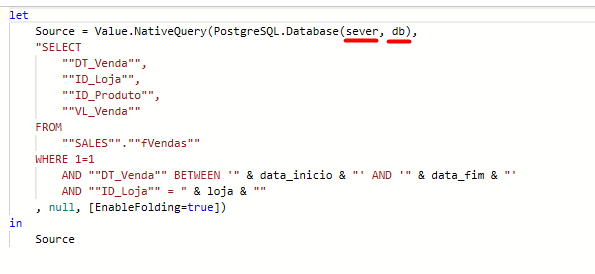 let
Source = Value.NativeQuery(PostgreSQL.Database(sever, db),
"SELECT
""DT_Venda"",
""ID_Loja"",
""ID_Produto"",
""VL_Venda""
FROM
""SALES"".""fVendas""
WHERE 1=1
AND ""DT_Venda"" BETWEEN '" & data_inicio & "' AND '" & data_fim & "'
AND ""ID_Loja"" = " & loja & ""
, null, [EnableFolding=true])
in
Source